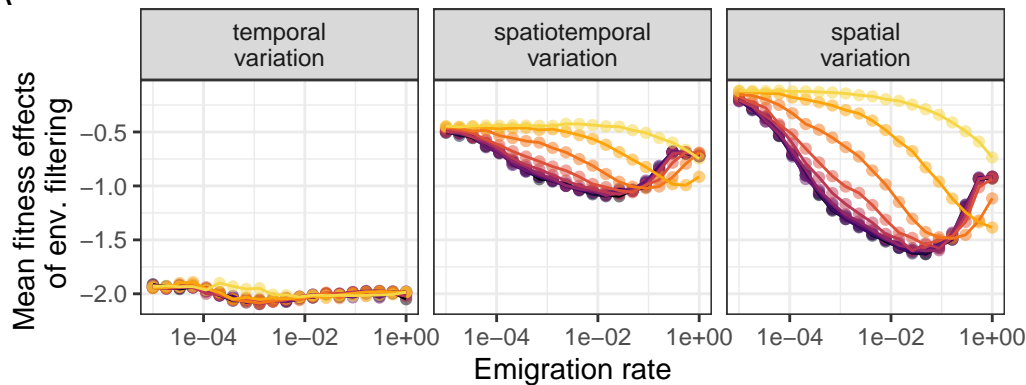 temporal
variation
spatiotemporal
variation
spatial
variation
Mean fitness effects
of env. filtering
−0.5
−1.0
−1.5
−2.0
1e−04 1e−02 1e+00 1e−04 1e−02 1e+00 1e−04 1e−02 1e+00
Emigration rate